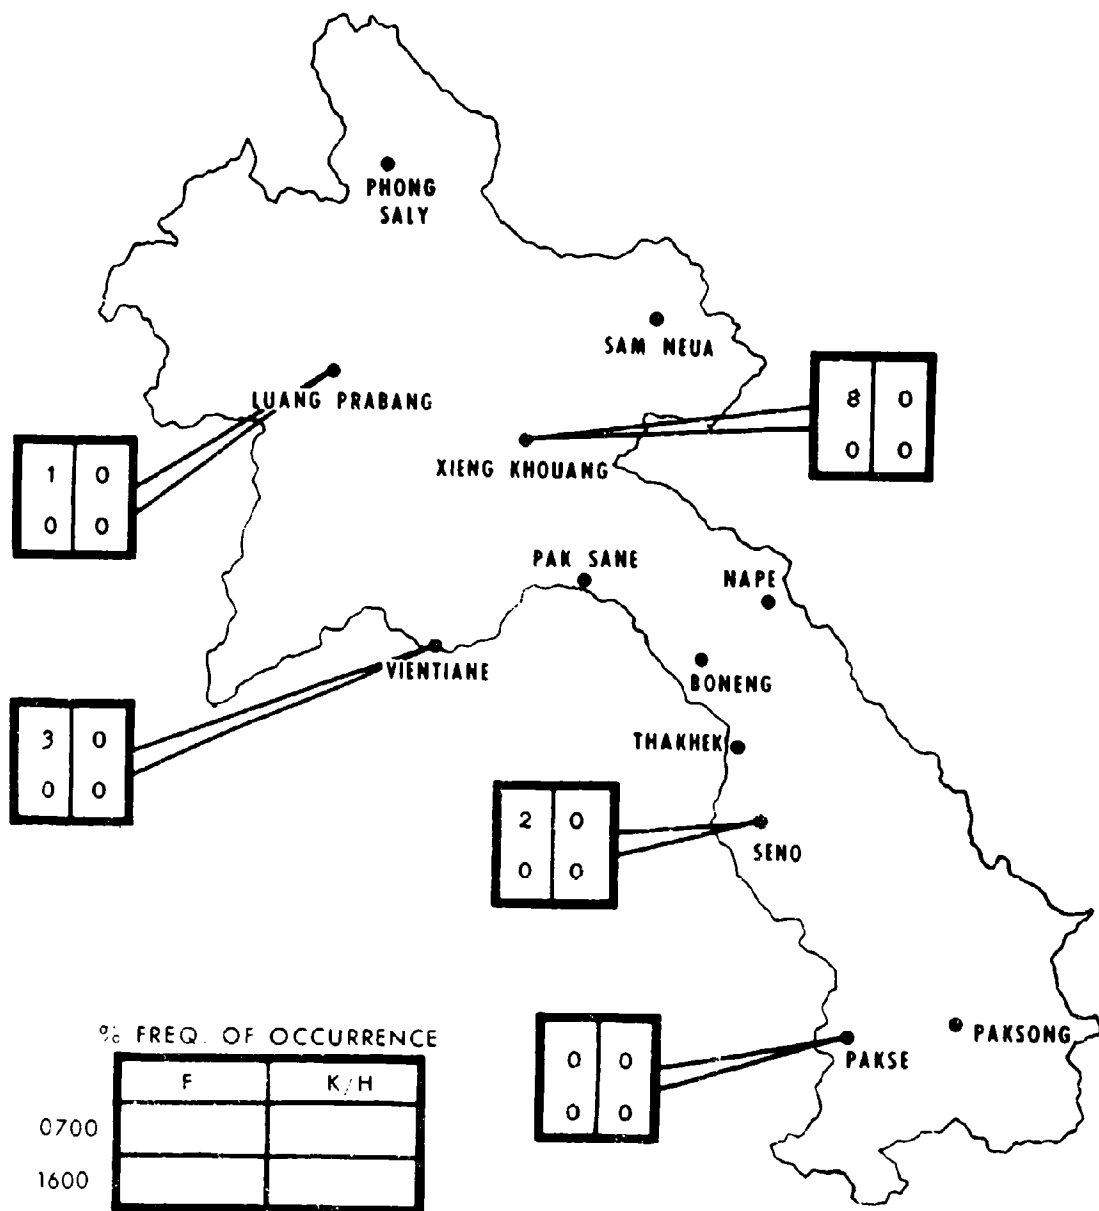 PHONG
SALY
SAM NEUA
LUANG PRABANG
8 0
0 0
XIENG KHOUANG
1 0
0 0
PAK SANE
NAPE
VIENTIANE
BONENG
3 0
0 0
THAKHEK
2 0
0 0
SENO
% FREQ. OF OCCURRENCE
F K/H
0700
1600
0 0
0 0
PAKSE
PAKSONG